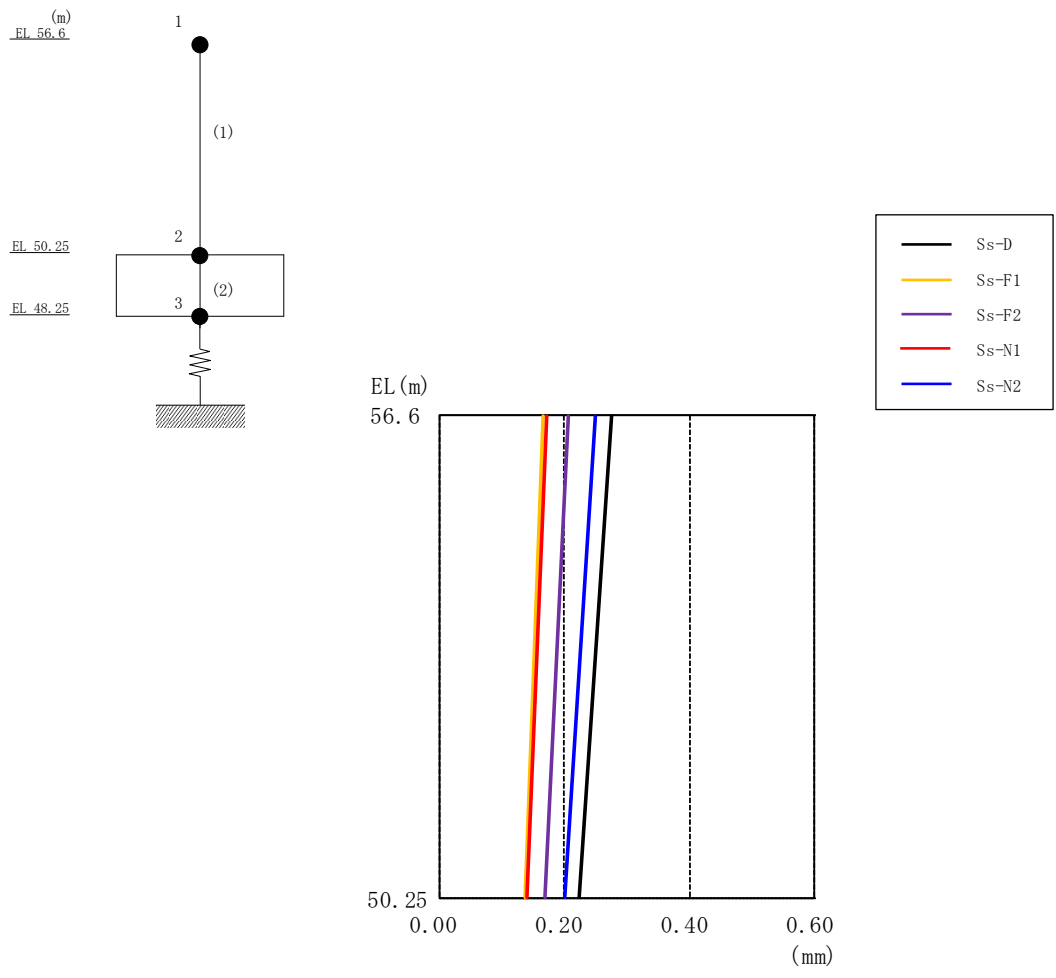 (m)
EL 56.6
1
(1)
EL 50.25
2
(2)
EL 48.25
3
Ss-D
Ss-F1
Ss-F2
Ss-N1
Ss-N2
EL(m)
56.6
50.25
0.00
0.20
0.40
0.60
(mm)